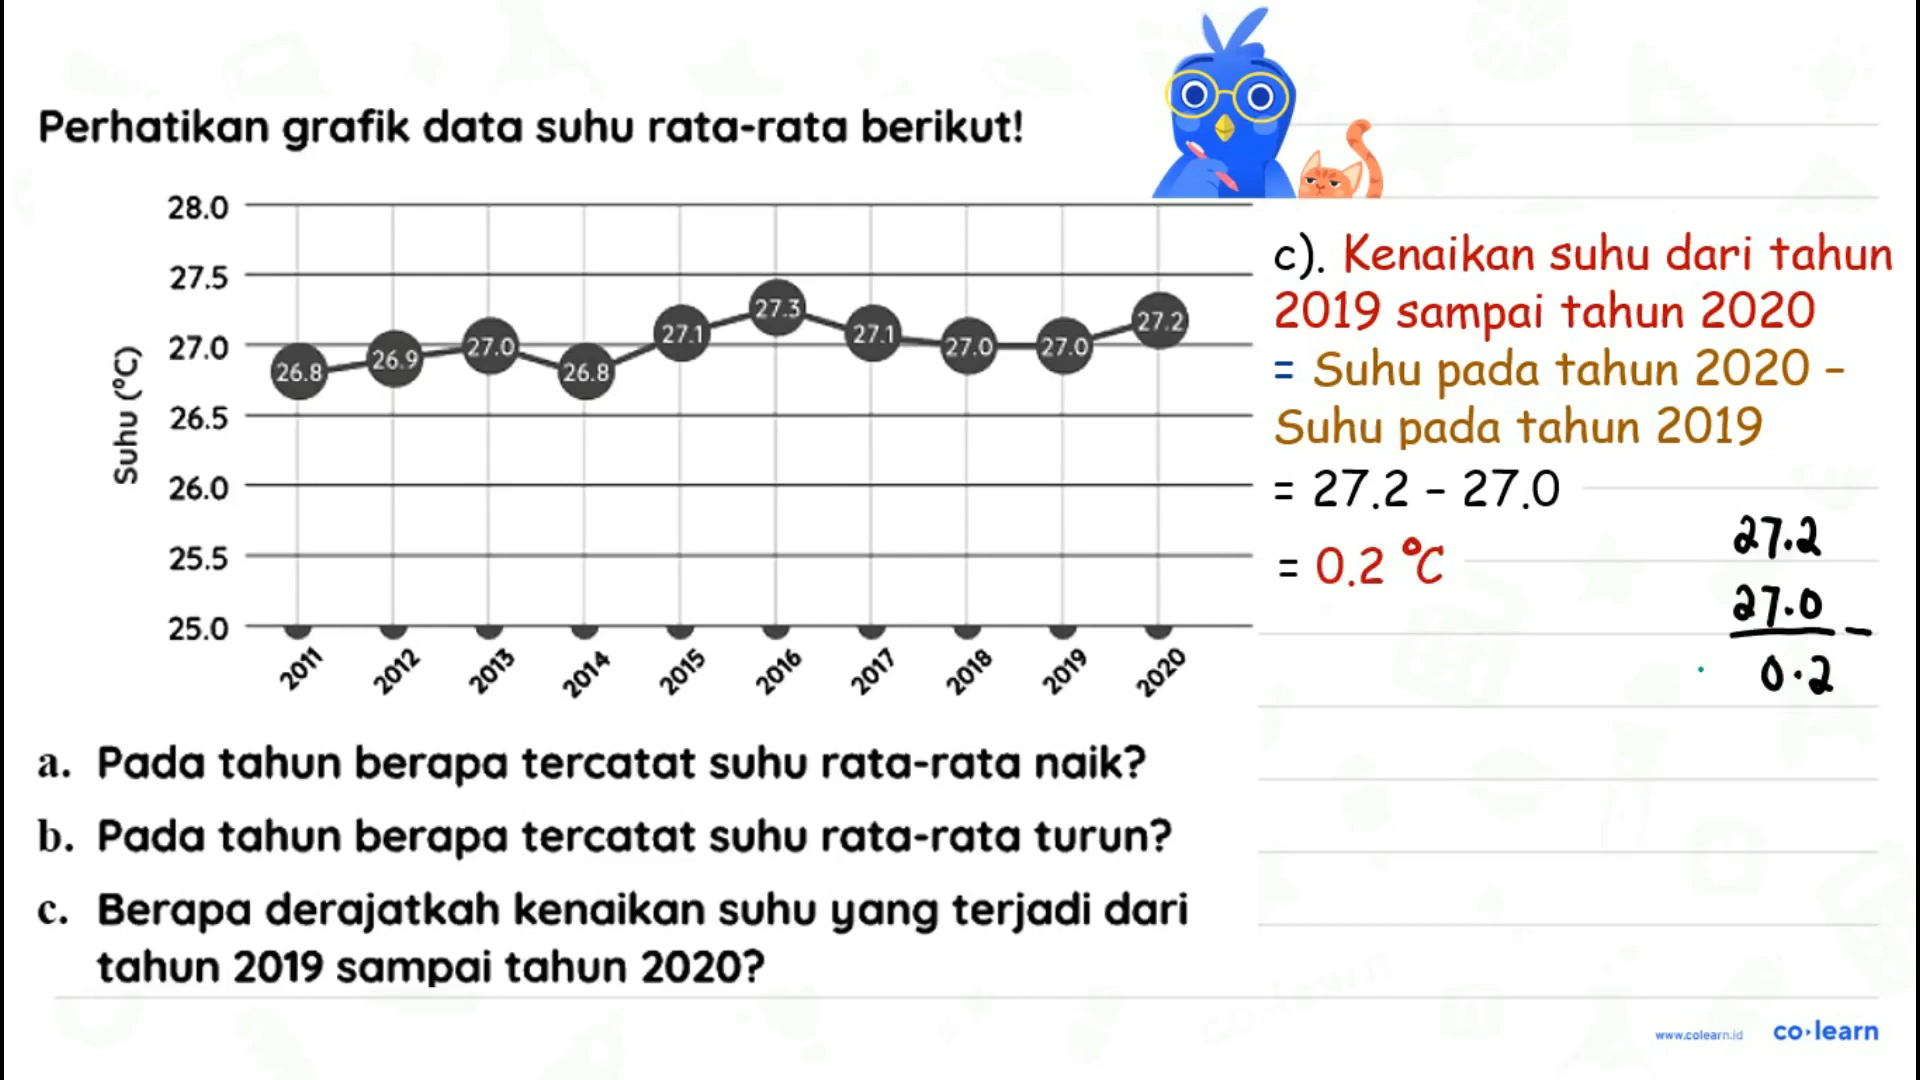 Perhatikan grafik data suhu rata-rata berikut!
28.0
27.5
27.0
26.5
26.0
25.5
25.0
Suhu (°C)
26.8
26.9
27.0
26.8
27.1
27.3
27.1
27.0
27.0
27.2
2011
2012
2013
2014
2015
2016
2017
2018
2019
2020
a. Pada tahun berapa tercatat suhu rata-rata naik?
b. Pada tahun berapa tercatat suhu rata-rata turun?
c. Berapa derajatkah kenaikan suhu yang terjadi dari
tahun 2019 sampai tahun 2020?
c). Kenaikan suhu dari tahun
2019 sampai tahun 2020
= Suhu pada tahun 2020 -
Suhu pada tahun 2019
= 27.2 - 27.0
= 0.2 °C
27.2
27.0 -
0.2
www.colearn.id
co·learn